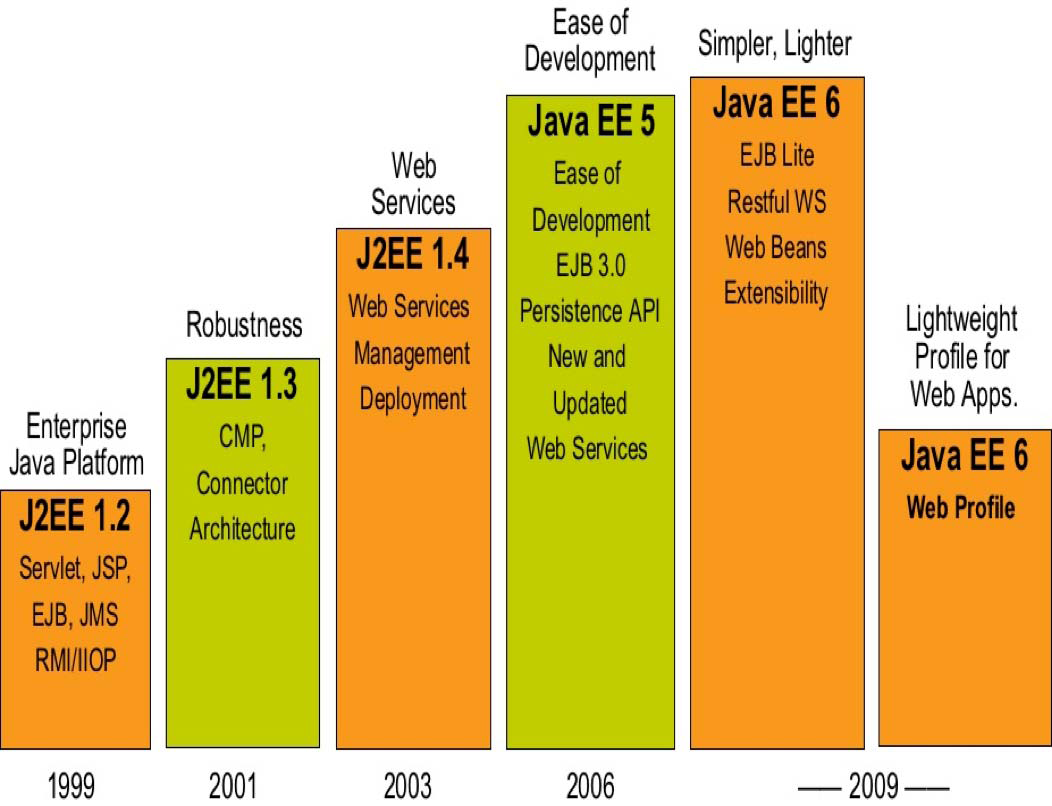 Enterprise
Java Platform
J2EE 1.2
Servlet, JSP,
EJB, JMS
RMI/IIOP
1999
Robustness
J2EE 1.3
CMP,
Connector
Architecture
2001
Web
Services
J2EE 1.4
Web Services
Management
Deployment
2003
Ease of
Development
Java EE 5
Ease of
Development
EJB 3.0
Persistence API
New and
Updated
Web Services
2006
Simpler, Lighter
Java EE 6
EJB Lite
Restful WS
Web Beans
Extensibility
Lightweight
Profile for
Web Apps.
Java EE 6
Web Profile
2009